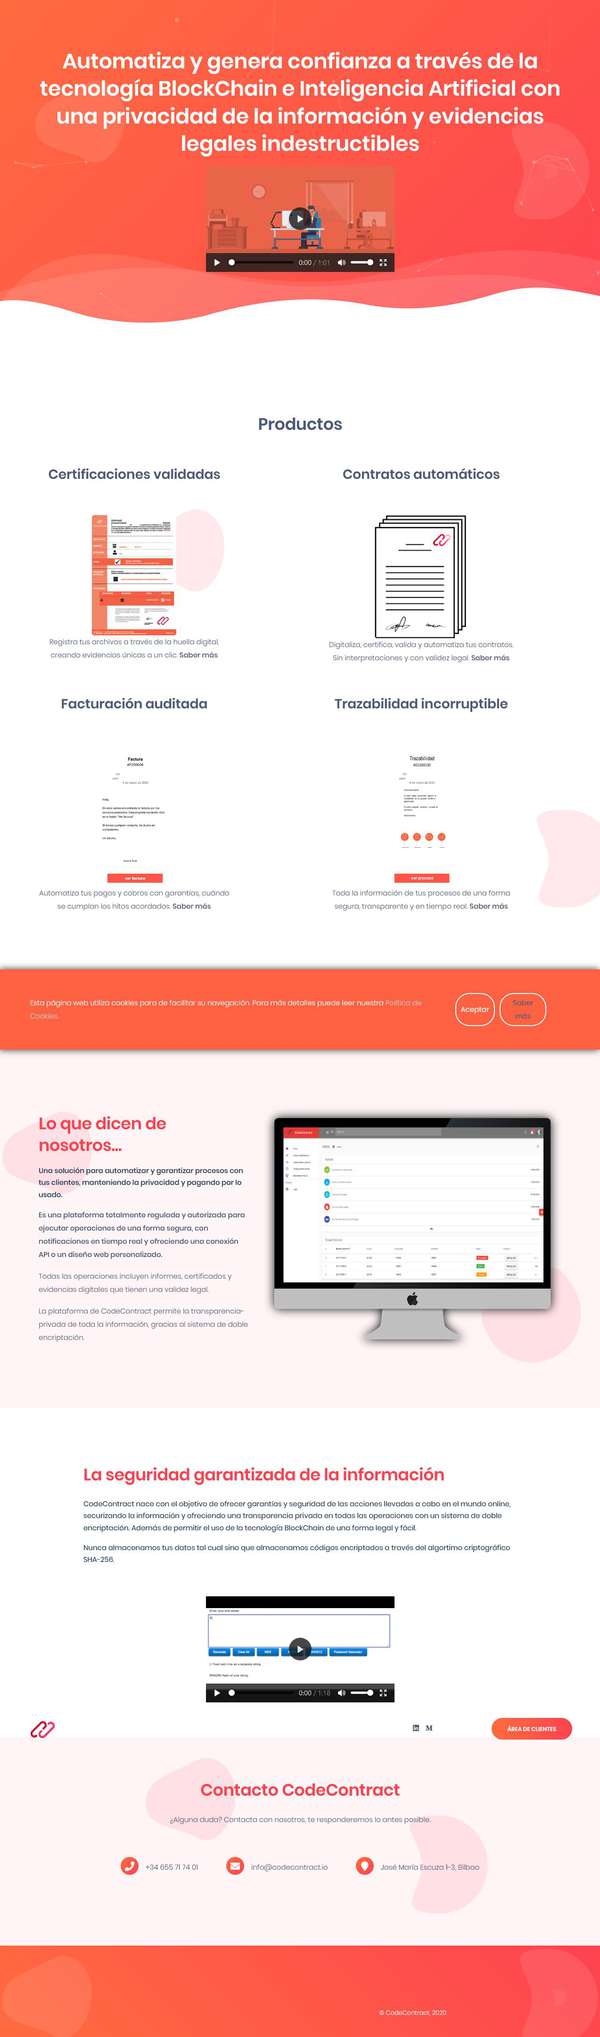 Automatiza y genera confianza a través de la
tecnología BlockChain e Inteligencia Artificial con
una privacidad de la información y evidencias
legales indestructibles
0:00 / 1:01
Productos
Certificaciones validadas
Registra tus archivos a través de la huella digital,
creando evidencias únicas a un clic. Saber más
Contratos automáticos
Digitaliza, certifica, valida y automatiza tus contratos.
Sin interpretaciones y con validez legal. Saber más
Facturación auditada
Factura
ver factura
Automatiza tus pagos y cobros con garantías, cuándo
se cumplan los hitos acordados. Saber más
Trazabilidad incorruptible
Trazabilidad
ver proceso
Toda la información de tus procesos de una forma
segura, transparente y en tiempo real. Saber más
Esta página web utiliza cookies para de facilitar su navegación. Para más detalles puede leer nuestra Política de
Cookies.
Aceptar
Saber
más
Lo que dicen de
nosotros...
Una solución para automatizar y garantizar procesos con
tus clientes, manteniendo la privacidad y pagando por lo
usado.
Es una plataforma totalmente regulada y autorizada para
ejecutar operaciones de una forma segura, con
notificaciones en tiempo real y ofreciendo una conexión
API o un diseño web personalizado.
Todas las operaciones incluyen informes, certificados y
evidencias digitales que tienen una validez legal.
La plataforma de CodeContract permite la transparencia-
privada de toda la información, gracias al sistema de doble
encriptación.
La seguridad garantizada de la información
CodeContract nace con el objetivo de ofrecer garantías y seguridad de las acciones llevadas a cabo en el mundo online,
securizando la información y ofreciendo una transparencia privada en todas las operaciones con un sistema de doble
encriptación. Además de permitir el uso de la tecnología BlockChain de una forma legal y fácil.
Nunca almacenamos tus datos tal cual sino que almacenamos códigos encriptados a través del algortimo criptográfico
SHA-256.
0:00 / 1:18
M
ÁREA DE CLIENTES
Contacto CodeContract
¿Alguna duda? Contacta con nosotros, te responderemos lo antes posible.
+34 655 71 74 01
info@codecontract.io
José María Escuza 1-3, Bilbao
© CodeContract, 2020